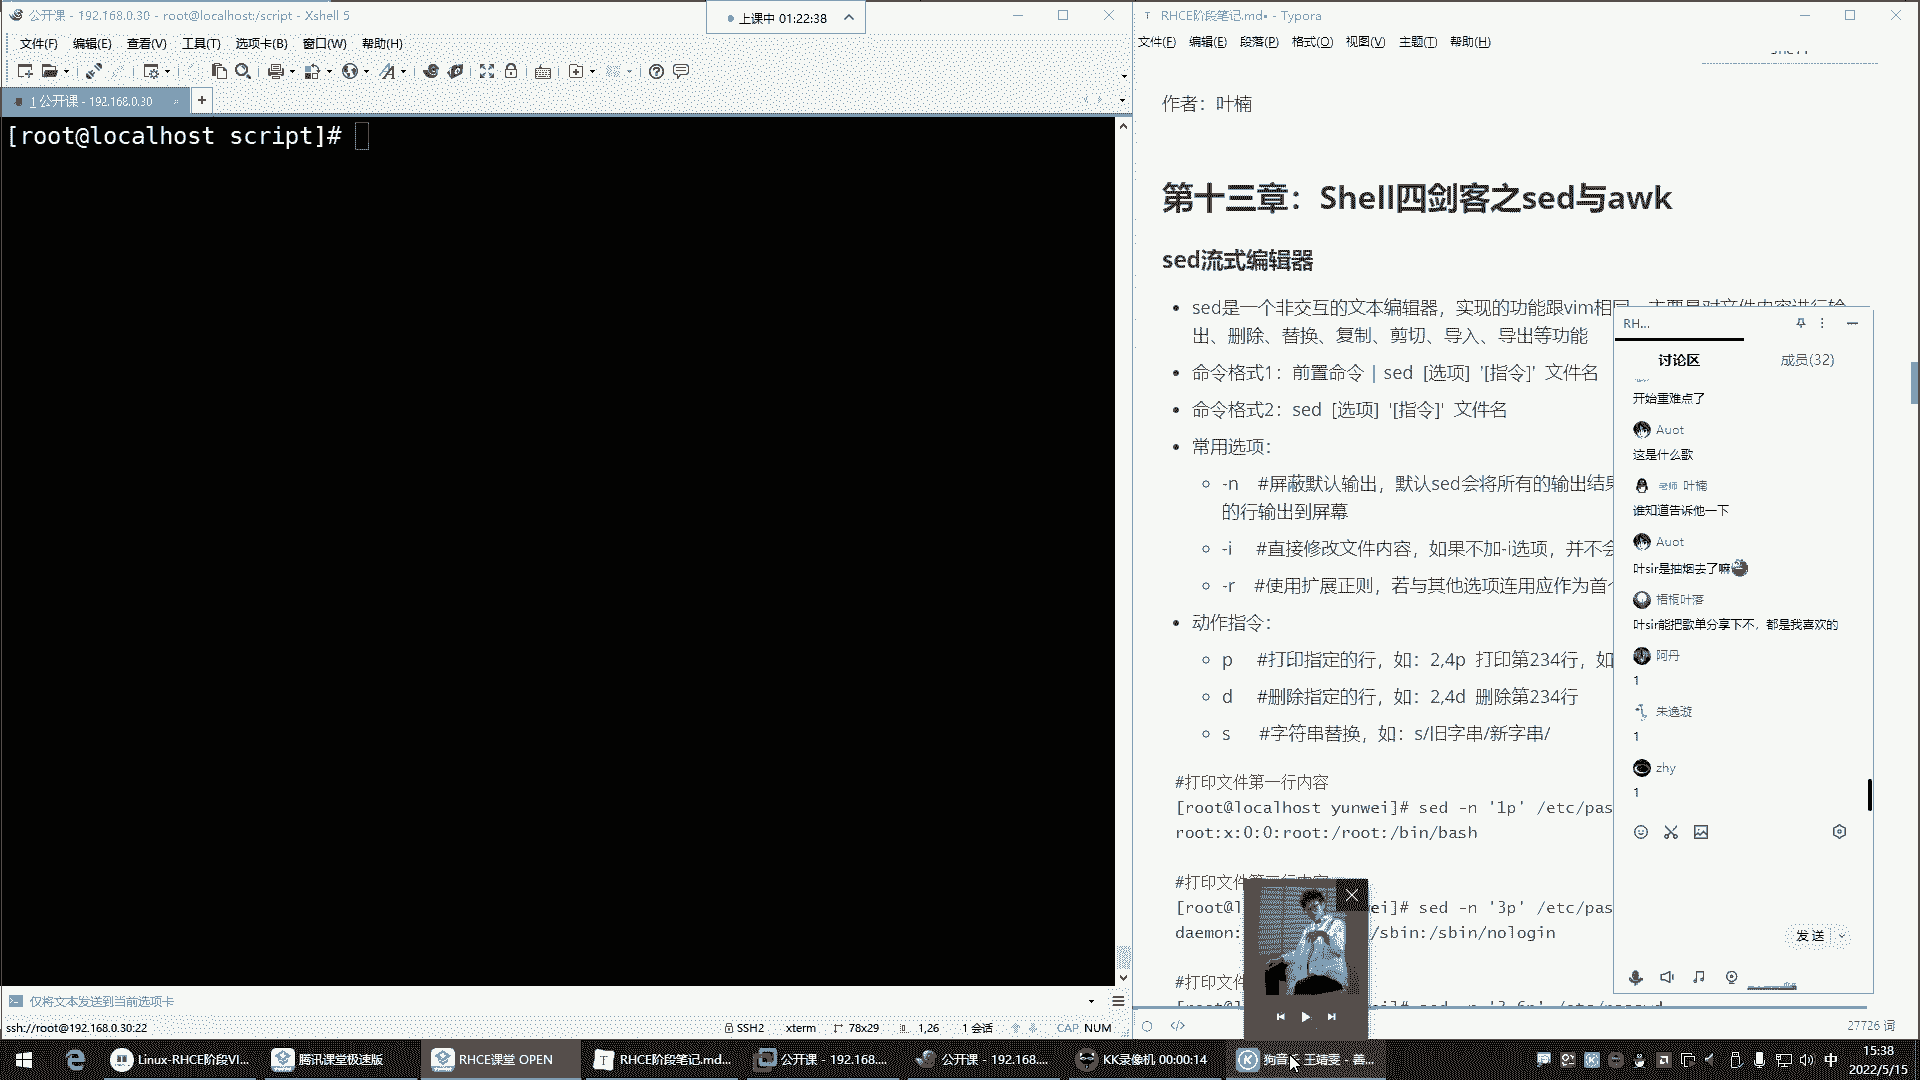 公开课 - 192.168.0.30 - root@localhost:/script - Xshell 5
上课中 01:22:38
文件(F) 编辑(E) 查看(V) 工具(T) 选项卡(B) 窗口(W) 帮助(H)
1 公开课 - 192.168.0.30
[root@localhost script]#
仅将文本发送到当前选项卡
ssh://root@192.168.0.30:22 SSH2 xterm 78x29 1,26 1 会话 CAP NUM
RHCE阶段笔记.md• - Typora
文件(F) 编辑(E) 段落(P) 格式(O) 视图(V) 主题(T) 帮助(H)
作者：叶楠
第十三章：Shell四剑客之sed与awk
sed流式编辑器
sed是一个非交互的文本编辑器，实现的功能跟vim相同，主要是对文件内容进行输
出、删除、替换、复制、剪切、导入、导出等功能
命令格式1：前置命令 | sed [选项] '[指令]' 文件名
命令格式2：sed [选项] '[指令]' 文件名
常用选项：
-n #屏蔽默认输出，默认sed会将所有的输出结果
的行输出到屏幕
-i #直接修改文件内容，如果不加-i选项，并不会
-r #使用扩展正则，若与其他选项连用应作为首个
动作指令：
p #打印指定的行，如：2,4p 打印第234行，如
d #删除指定的行，如：2,4d 删除第234行
s #字符串替换，如：s/旧字串/新字串/
#打印文件第一行内容
[root@localhost yunwei]# sed -n '1p' /etc/pas
root:x:0:0:root:/root:/bin/bash
#打印文件第三行内容
[root@l wei]# sed -n '3p' /etc/pas
daemon: /sbin:/sbin/nologin
#打印文
wei]# sed -n '3,6p' /etc/passwd
27726 词
RH...
讨论区 成员(32)
开始重难点了
Auot
这是什么歌
老师 叶楠
谁知道告诉他一下
Auot
叶sir是抽烟去了嘛
梧桐叶落
叶sir能把歌单分享下不，都是我喜欢的
阿丹
1
朱逸璇
1
zhy
1
发送
Linux-RHCE阶段VI...
腾讯课堂极速版
RHCE课堂 OPEN
RHCE阶段笔记.md...
公开课 - 192.168....
公开课 - 192.168....
KK录像机 00:00:14
王靖雯 - 善...
中
15:38
2022/5/15